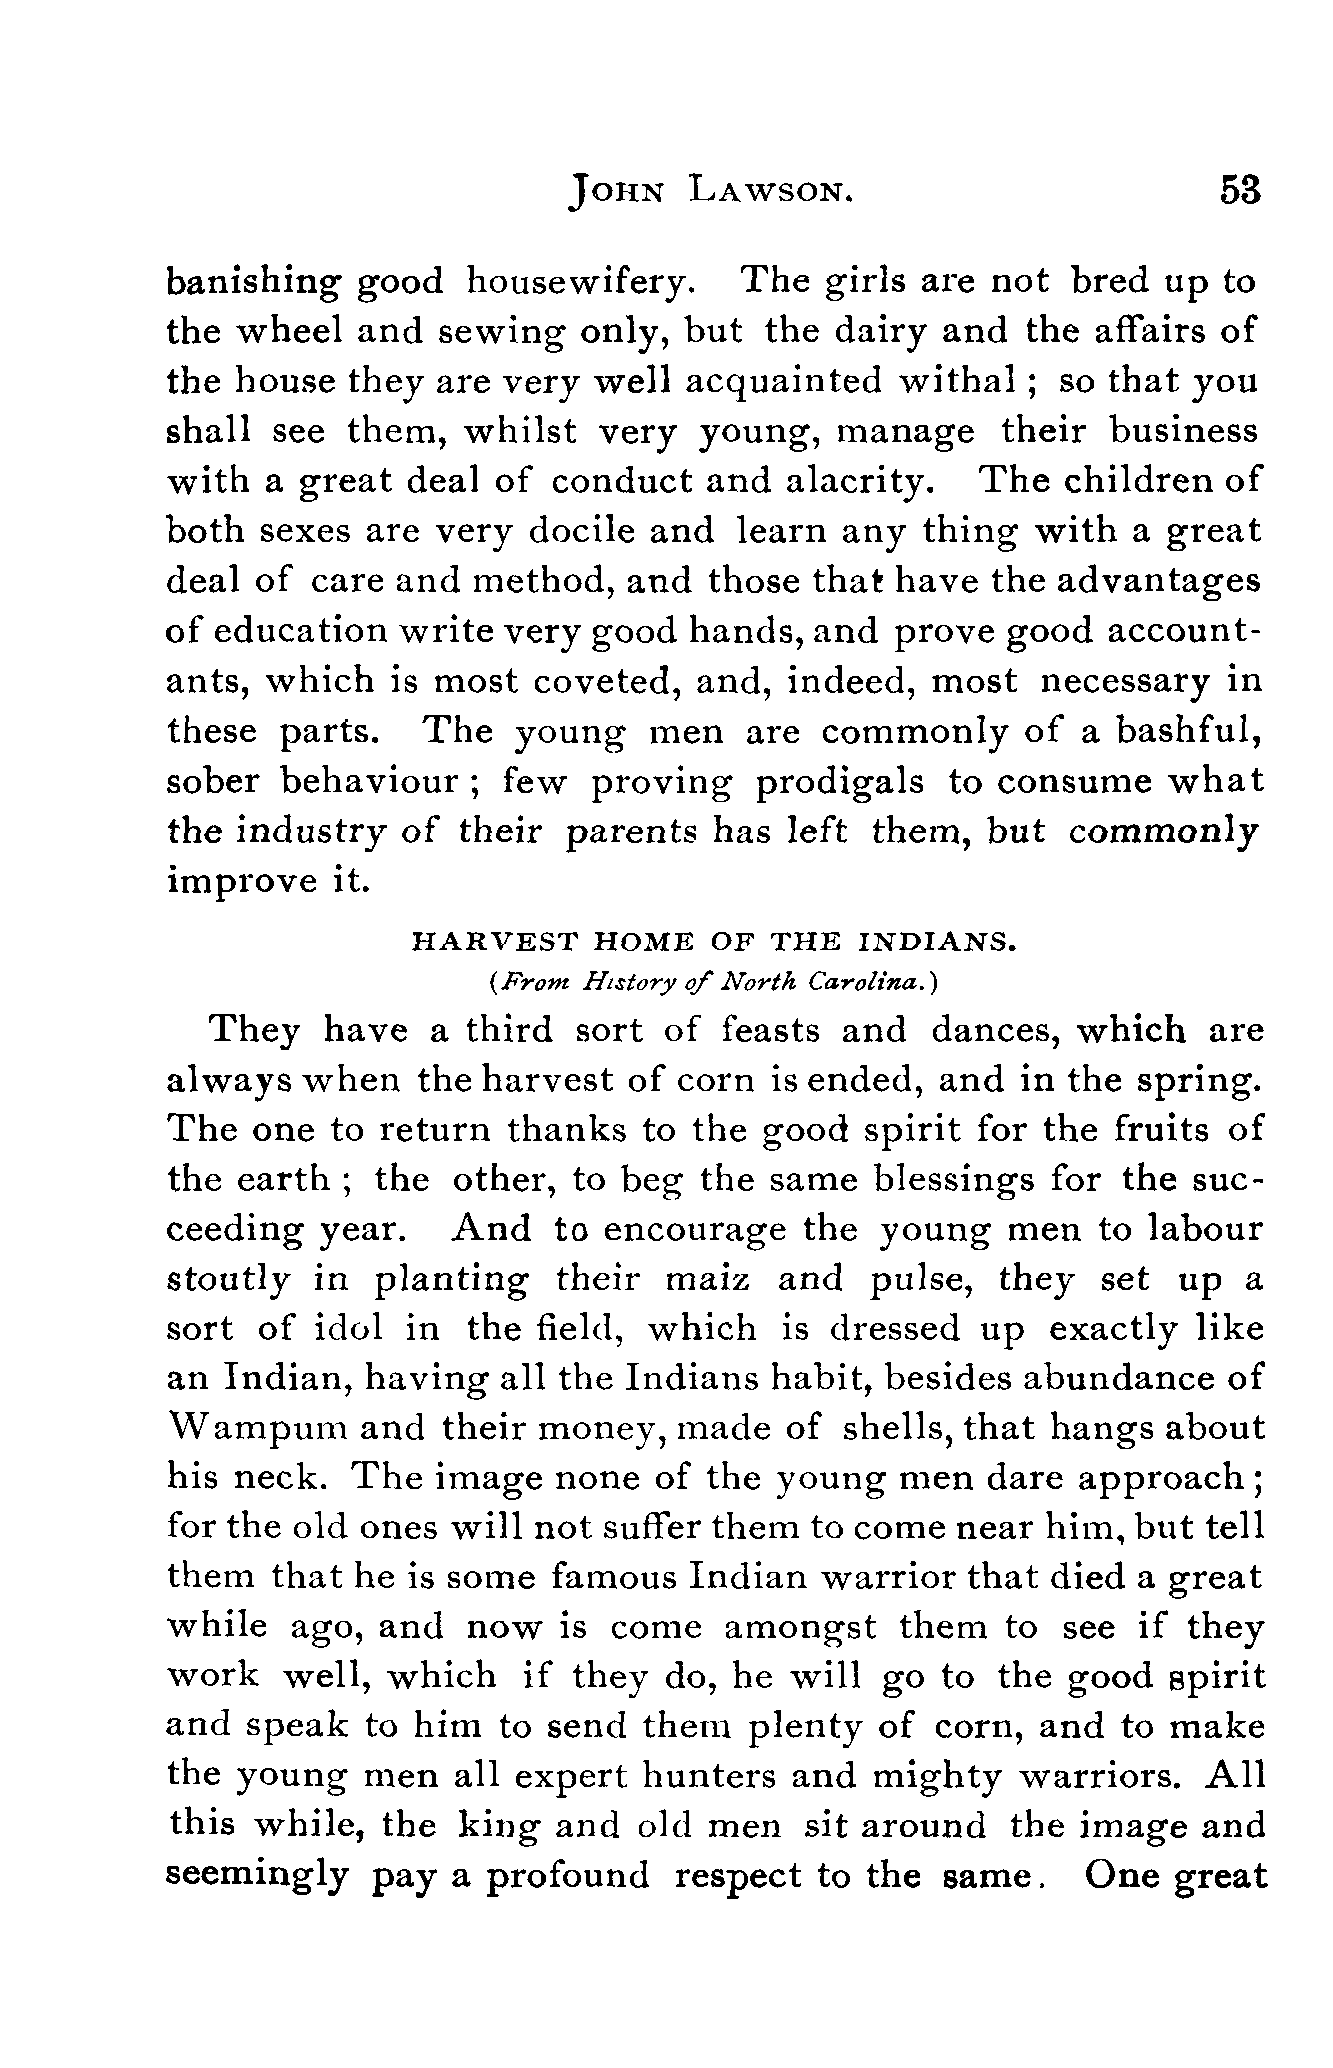 John Lawson. 53
banishing good housewifery. The girls are not bred up to
the wheel and sewing only, but the dairy and the affairs of
the house they are very well acquainted withal ; so that you
shall see them, whilst very young, manage their business
with a great deal of conduct and alacrity. The children of
both sexes are very docile and learn any thing with a great
deal of care and method, and those that have the advantages
of education write very good hands, and prove good account-
ants, which is most coveted, and, indeed, most necessary in
these parts. The young men are commonly of a bashful,
sober behaviour ; few proving prodigals to consume what
the industry of their parents has left them, but commonly
improve it.
HARVEST HOME OF THE INDIANS.
(From History of North Carolina.)
They have a third sort of feasts and dances, which are
always when the harvest of corn is ended, and in the spring.
The one to return thanks to the good spirit for the fruits of
the earth ; the other, to beg the same blessings for the suc-
ceeding year. And to encourage the young men to labour
stoutly in planting their maiz and pulse, they set up a
sort of idol in the field, which is dressed up exactly like
an Indian, having all the Indians habit, besides abundance of
Wampum and their money, made of shells, that hangs about
his neck. The image none of the young men dare approach ;
for the old ones will not suffer them to come near him, but tell
them that he is some famous Indian warrior that died a great
while ago, and now is come amongst them to see if they
work well, which if they do, he will go to the good spirit
and speak to him to send them plenty of corn, and to make
the young men all expert hunters and mighty warriors. All
this while, the king and old men sit around the image and
seemingly pay a profound respect to the same. One great